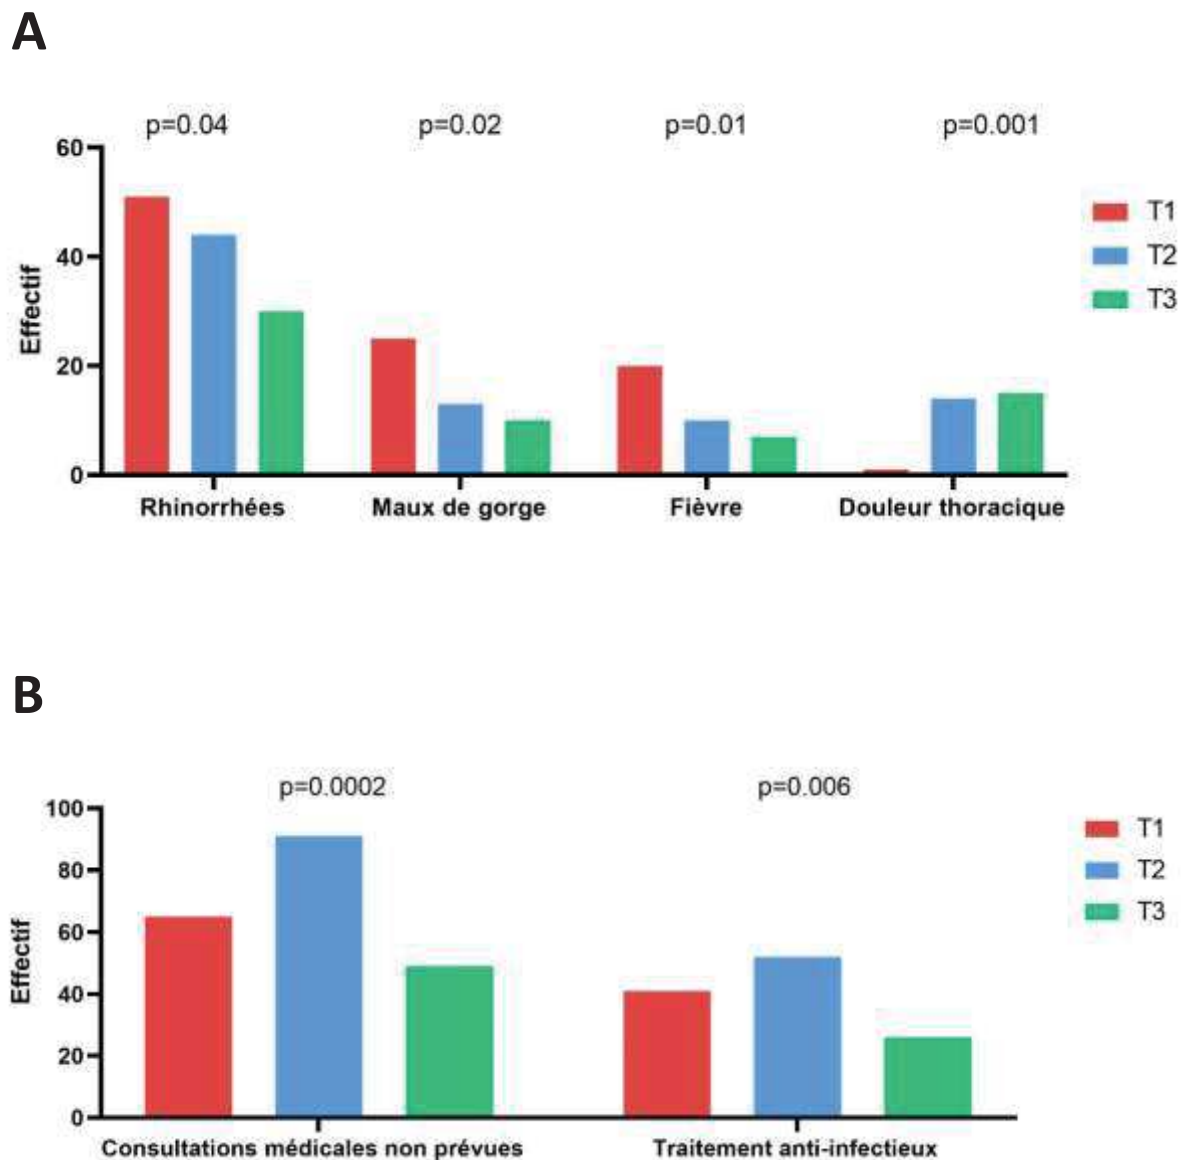 A
p=0.04 p=0.02 p=0.01 p=0.001
60
40
20
0
Effectif
T1
T2
T3
Rhinorrhées Maux de gorge Fièvre Douleur thoracique
B
p=0.0002 p=0.006
100
80
60
40
20
0
Effectif
T1
T2
T3
Consultations médicales non prévues Traitement anti-infectieux